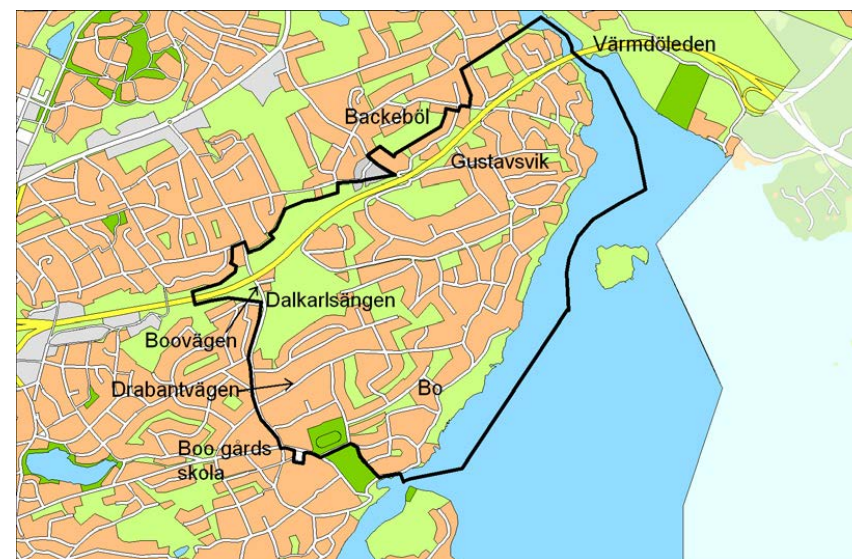 Värmdöleden
Backeböl
Gustavsvik
Dalkarlsängen
Boovägen
Drabantvägen
Bo
Boo gårds
skola